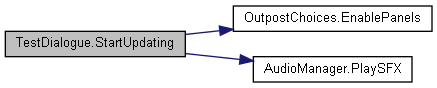 TestDialogue.StartUpdating
OutpostChoices.EnablePanels
AudioManager.PlaySFX